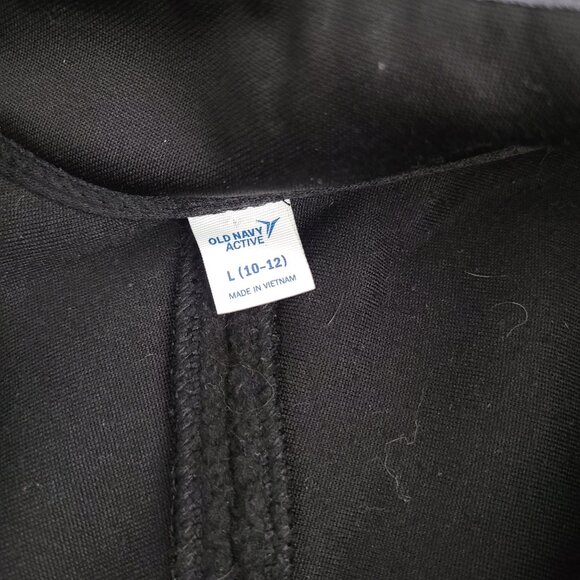 OLD NAVY
ACTIVE
L (10-12)
MADE IN VIETNAM